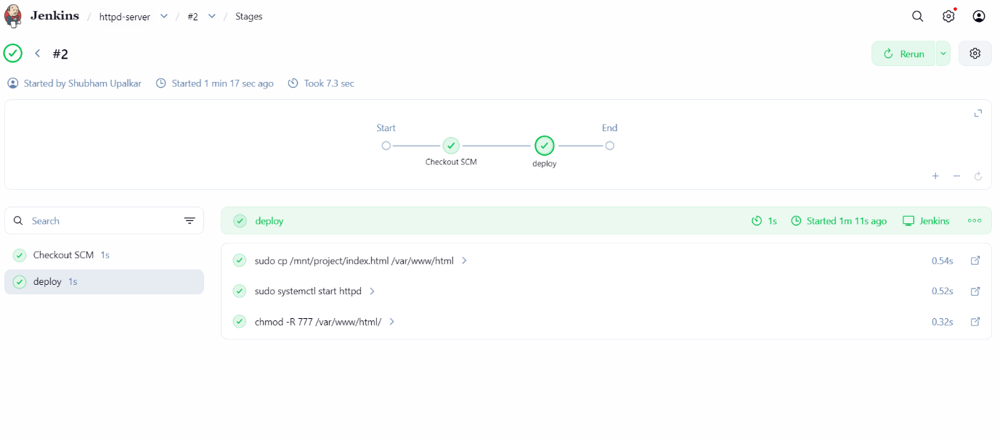 Jenkins / httpd-server / #2 / Stages
#2
Rerun
Started by Shubham Upalkar Started 1 min 17 sec ago Took 7.3 sec
Start End
Checkout SCM deploy
Search
Checkout SCM 1s
deploy 1s
deploy 1s Started 1m 11s ago Jenkins
sudo cp /mnt/project/index.html /var/www/html 0.54s
sudo systemctl start httpd 0.52s
chmod -R 777 /var/www/html/ 0.32s